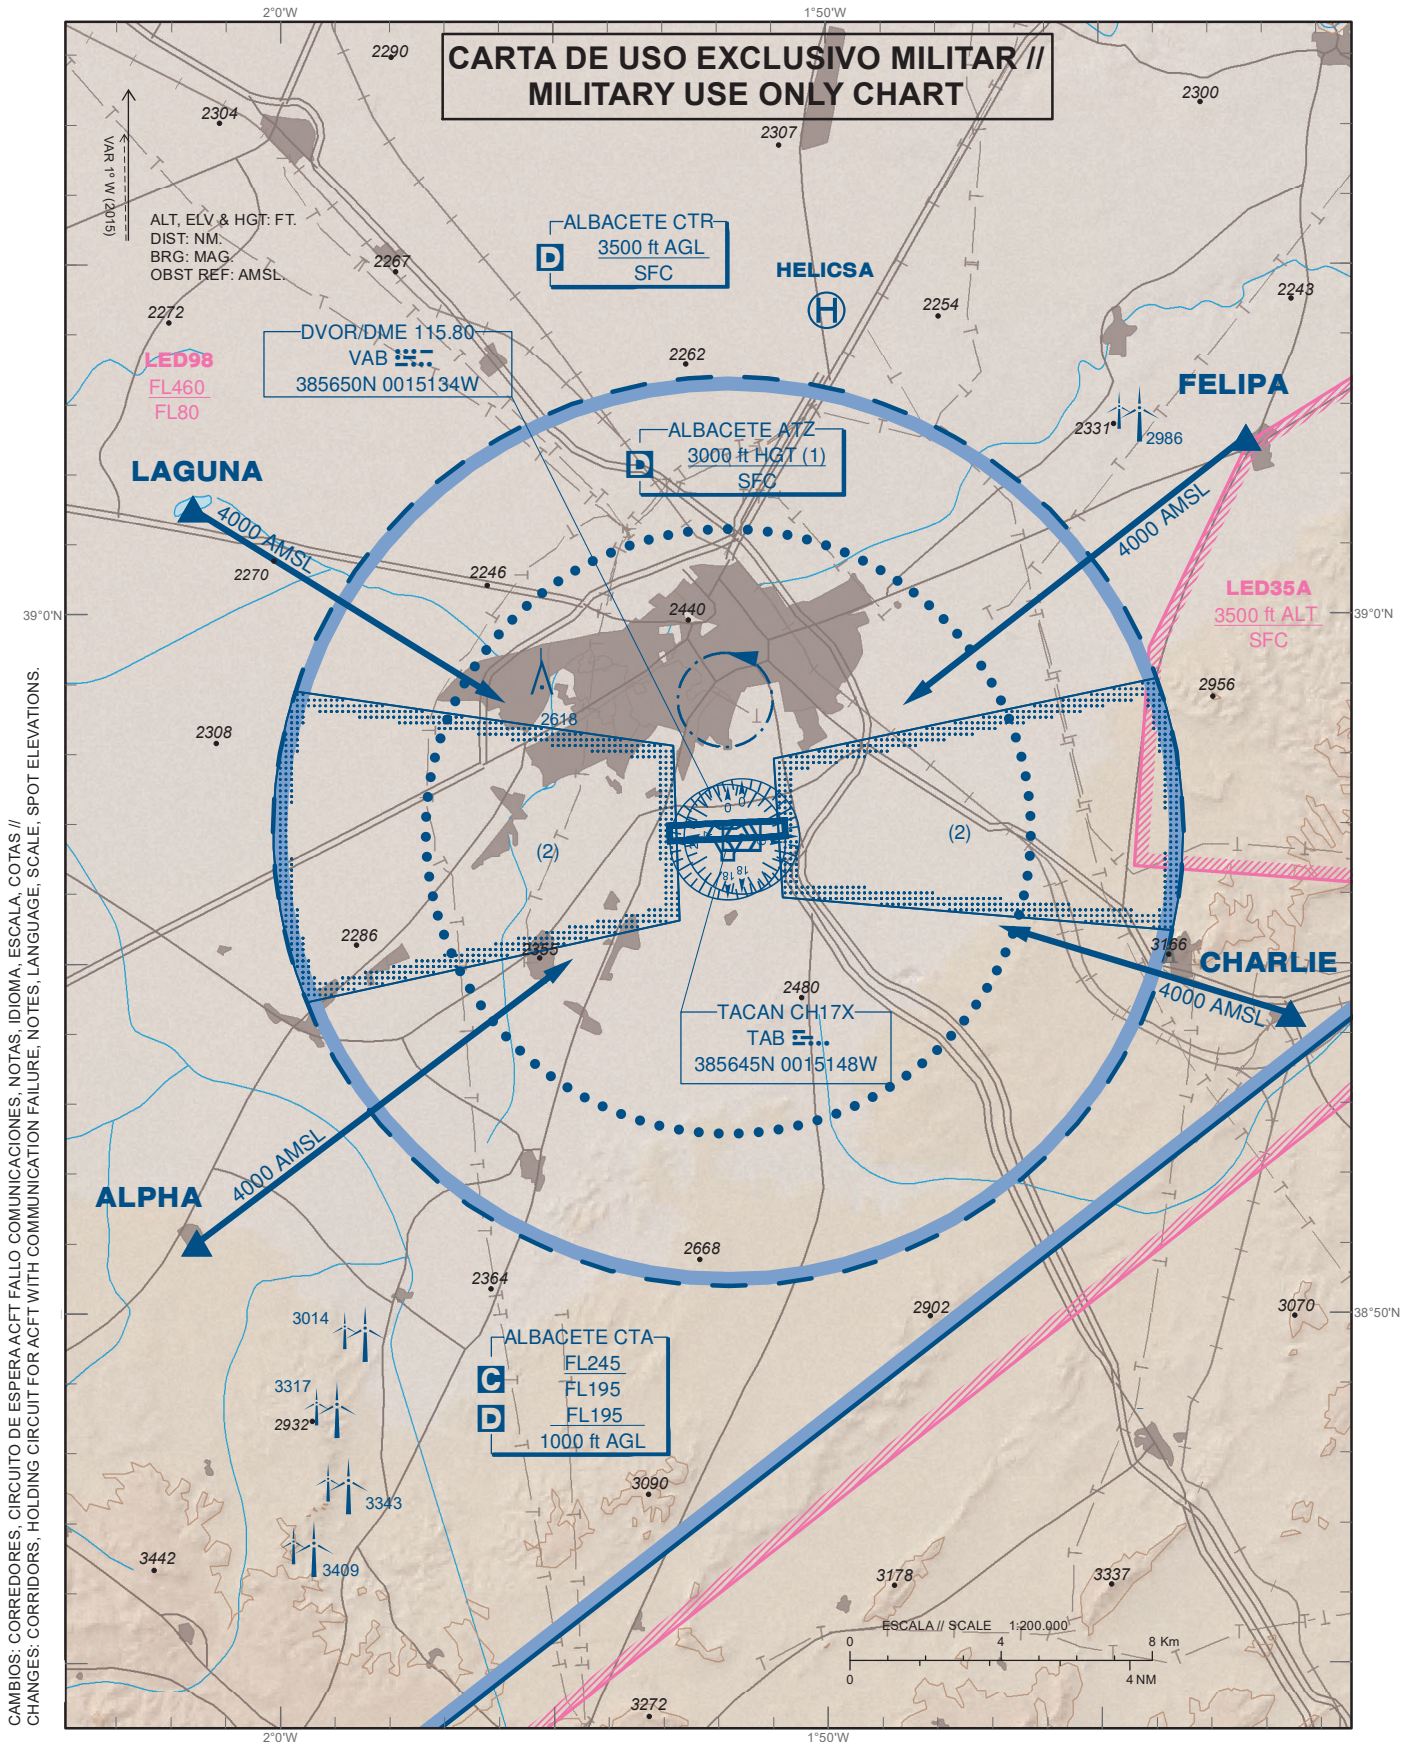 2°0'W
1°50'W
CARTA DE USO EXCLUSIVO MILITAR //
MILITARY USE ONLY CHART
2290
2304
2307
2300
VAR 1º W (2015)
ALT, ELV & HGT: FT.
DIST: NM.
BRG: MAG.
OBST REF: AMSL.
2267
2272
ALBACETE CTR
D
3500 ft AGL
SFC
HELICSA
H
2254
2243
DVOR/DME 115.80
VAB
385650N 0015134W
2262
LED98
FL460
FL80
FELIPA
2331
2986
ALBACETE ATZ
D
3000 ft HGT (1)
SFC
LAGUNA
4000 AMSL
4000 AMSL
2270
2246
2440
LED35A
3500 ft ALT
SFC
39°0'N
39°0'N
2956
2618
2308
(2)
(2)
0
0
18
18
2286
2355
3166
CHARLIE
4000 AMSL
2480
TACAN CH17X
TAB
385645N 0015148W
4000 AMSL
ALPHA
2668
2364
2902
3070
38°50'N
3014
3317
2932
3343
3409
3442
ALBACETE CTA
C
FL245
FL195
D
FL195
1000 ft AGL
3090
3178
3337
3272
ESCALA // SCALE 1:200.000
0 4 8 Km
0 4 NM
2°0'W
1°50'W
CAMBIOS: CORREDORES, CIRCUITO DE ESPERA ACFT FALLO COMUNICACIONES, NOTAS, IDIOMA, ESCALA, COTAS //
CHANGES: CORRIDORS, HOLDING CIRCUIT FOR ACFT WITH COMMUNICATION FAILURE, NOTES, LANGUAGE, SCALE, SPOT ELEVATIONS.